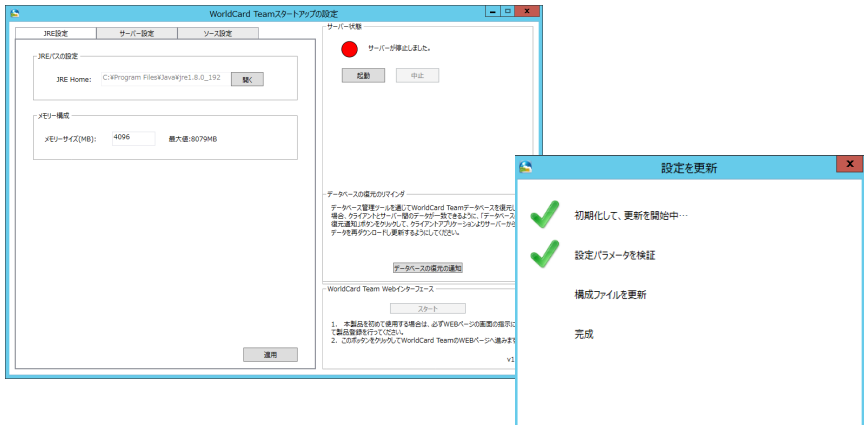 WorldCard Teamスタートアップの設定
JRE設定
サーバー設定
ソース設定
JREパスの設定
JRE Home:
C:¥Program Files¥Java¥jre1.8.0_192
開く
メモリー構成
メモリーサイズ(MB):
4096
最大値:8079MB
適用
サーバー状態
サーバーが停止しました。
起動
中止
データベースの復元のリマインダ
データベース管理ツールを通じてWorldCard Teamデータベースを復元し
場合、クライアントとサーバー間のデータが一致できるように、「データベース
復元通知」ボタンをクリックして、クライアントアプリケーションよりサーバーから
データを再ダウンロードし更新するようにしてください。
データベースの復元の通知
WorldCard Team Webインターフェース
スタート
1. 本製品を初めて使用する場合は、必ずWEBページの画面の指示に
て製品登録を行ってください。
2. このボタンをクリックしてWorldCard TeamのWEBページへ進みます
v1
設定を更新
x
初期化して、更新を開始中…
設定パラメータを検証
構成ファイルを更新
完成